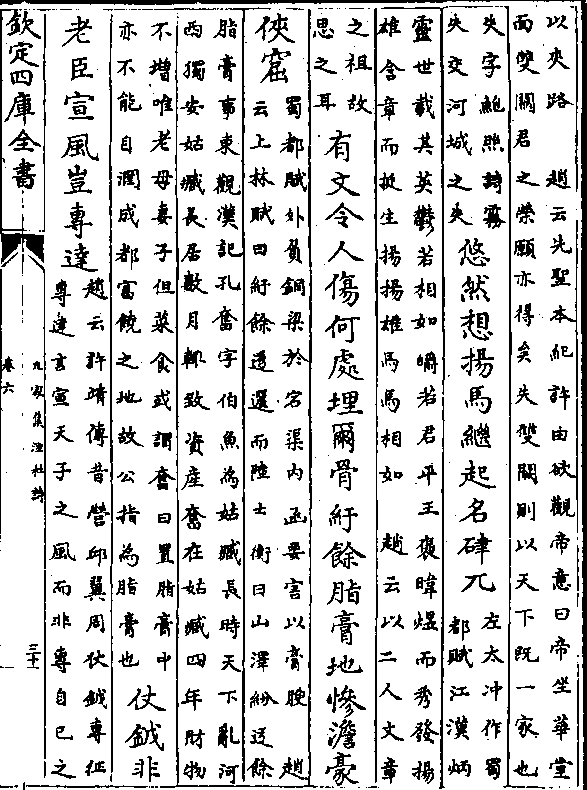 以夾路　趙云先聖本紀許由欲觀帝意曰帝坐華堂
面雙闕君之榮願亦得矣夫雙闕則以天下既一家也
夾字鮑照詩霧
夾交河城之夾
悠然想揚馬繼起名硉兀
左太冲作蜀
都賦江漢炳
靈世載其英鬱若相如皭若君平王褒暐煜而秀發揚
雄含章而挺生揚揚雄馬馬相如　趙云以二人文章
之祖故
思之耳
有文令人傷何處埋爾骨紆餘脂膏地慘澹豪
俠窟
蜀都賦外負銅梁於宕渠内函要害以膏腴　趙
云上林賦曰紆餘逶而陸士衡曰山澤紛餘
脂膏事東觀漢記孔奮字伯魚為姑臧長時天下亂河
西獨安姑臧長居數月輒致資產奮在姑臧四年財物
不增唯老母妻子但菜食或謂奮曰置脂膏中
亦不能自潤成都富饒之地故公指為脂膏也
仗鉞非
老臣宣風豈專達
趙云許靖傳昔營邱翼周仗鉞專征
專達言宣天子之風而非專自已之
欽定四庫全書
九家集注杜詩
卷六
三十